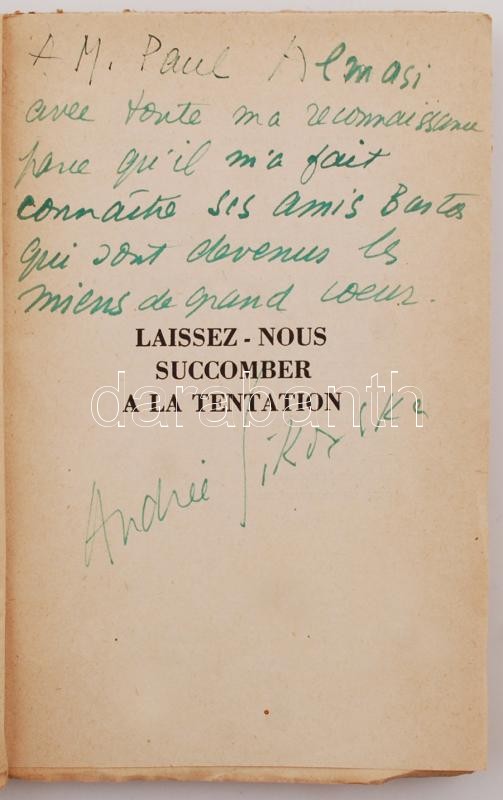 A M. Paul Almasi
avec toute ma reconnaissance
parce qu'il m'a fait
connaître ses amis Bastos
qui sont devenus les
miens de grand coeur.
LAISSEZ - NOUS
SUCCOMBER
A LA TENTATION
darabanth
Andrée Sikorska